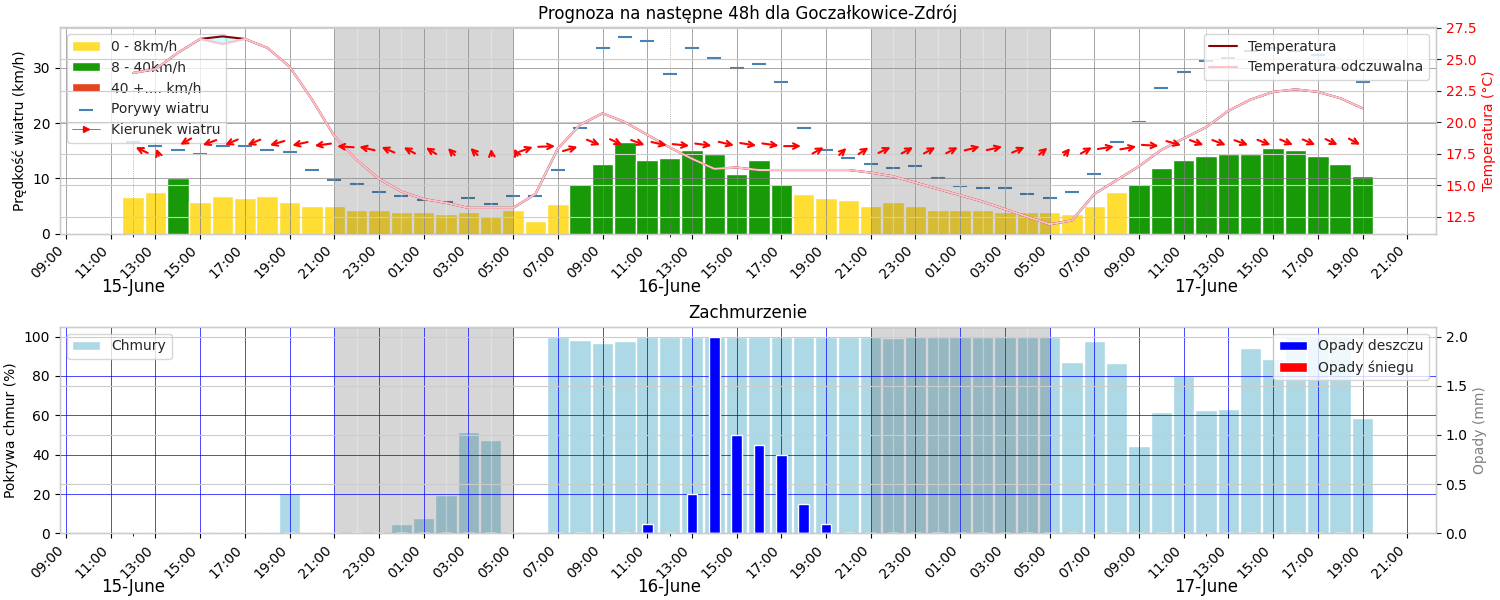 Prognoza na następne 48h dla Goczałkowice-Zdrój
Prędkość wiatru (km/h)
30
20
10
0
0 - 8km/h
8 - 40km/h
40 +.... km/h
Porywy wiatru
Kierunek wiatru
Temperatura
Temperatura odczuwalna
27.5
25.0
22.5
20.0
17.5
15.0
12.5
Temperatura (°C)
09:00 11:00 13:00 15:00 17:00 19:00 21:00 23:00 01:00 03:00 05:00 07:00 09:00 11:00 13:00 15:00 17:00 19:00 21:00 23:00 01:00 03:00 05:00 07:00 09:00 11:00 13:00 15:00 17:00 19:00 21:00
15-June 16-June 17-June
Zachmurzenie
Pokrywa chmur (%)
100
80
60
40
20
0
Chmury
Opady deszczu
Opady śniegu
2.0
1.5
1.0
0.5
0.0
Opady (mm)
09:00 11:00 13:00 15:00 17:00 19:00 21:00 23:00 01:00 03:00 05:00 07:00 09:00 11:00 13:00 15:00 17:00 19:00 21:00 23:00 01:00 03:00 05:00 07:00 09:00 11:00 13:00 15:00 17:00 19:00 21:00
15-June 16-June 17-June